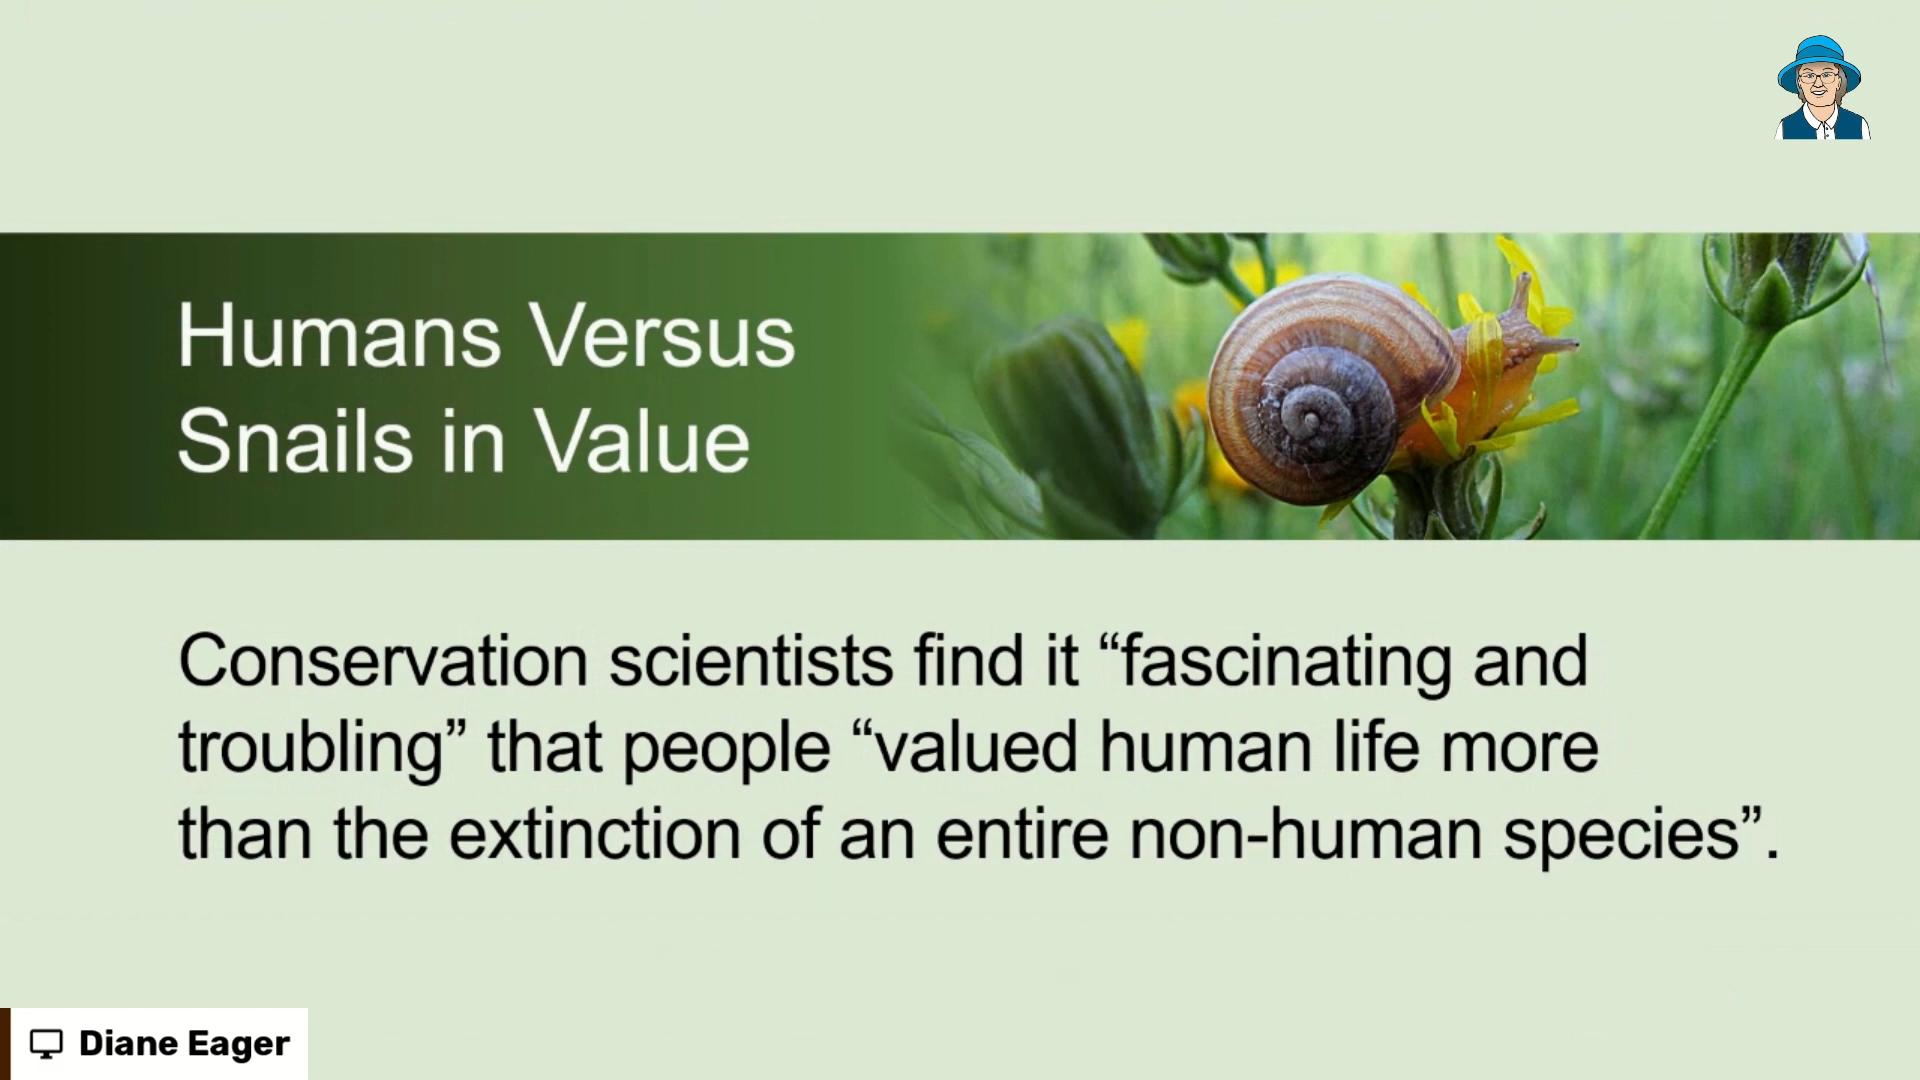 Humans Versus
Snails in Value
Conservation scientists find it “fascinating and
troubling” that people “valued human life more
than the extinction of an entire non-human species”.
Diane Eager